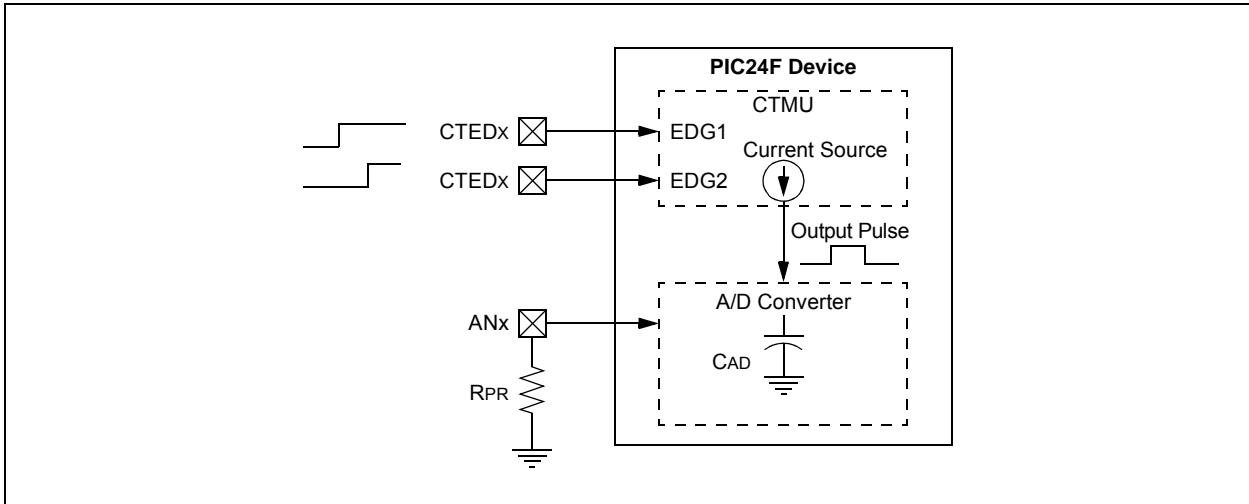 PIC24F Device
CTMU
CTEDx
EDG1
Current Source
CTEDx
EDG2
Output Pulse
A/D Converter
ANx
CAD
RPR